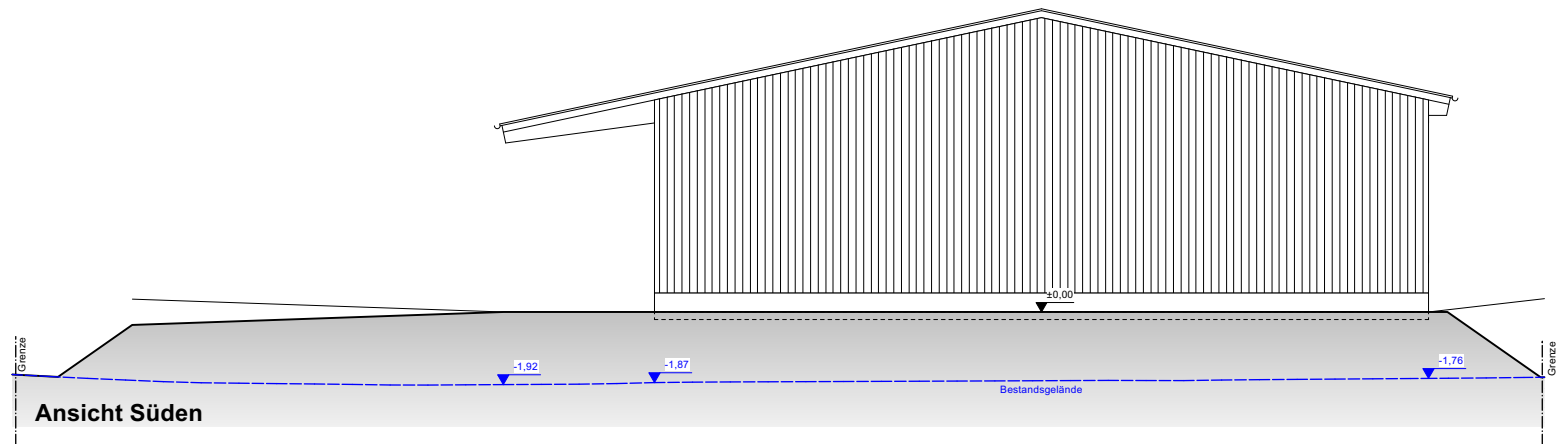 ±0,00
Grenze
-1,92
-1,87
-1,76
Grenze
Bestandsgelände
Ansicht Süden